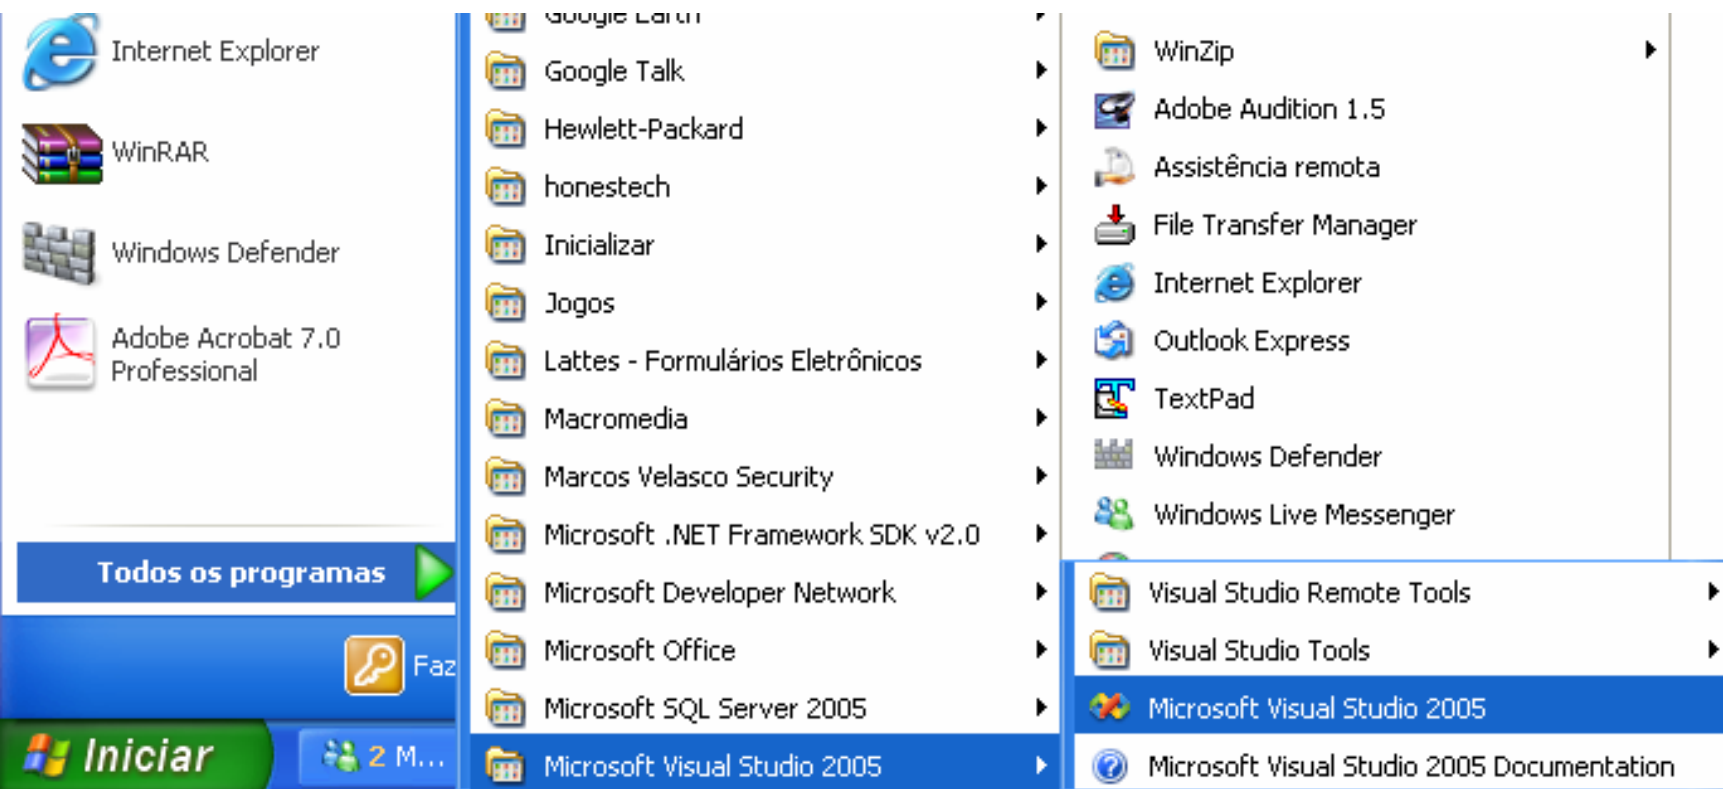 Internet Explorer
WinRAR
Windows Defender
Adobe Acrobat 7.0
Professional
Todos os programas
Faz
Iniciar
2 M...
Google Earth
Google Talk
Hewlett-Packard
honestech
Inicializar
Jogos
Lattes - Formulários Eletrônicos
Macromedia
Marcos Velasco Security
Microsoft .NET Framework SDK v2.0
Microsoft Developer Network
Microsoft Office
Microsoft SQL Server 2005
Microsoft Visual Studio 2005
WinZip
Adobe Audition 1.5
Assistência remota
File Transfer Manager
Internet Explorer
Outlook Express
TextPad
Windows Defender
Windows Live Messenger
Visual Studio Remote Tools
Visual Studio Tools
Microsoft Visual Studio 2005
Microsoft Visual Studio 2005 Documentation